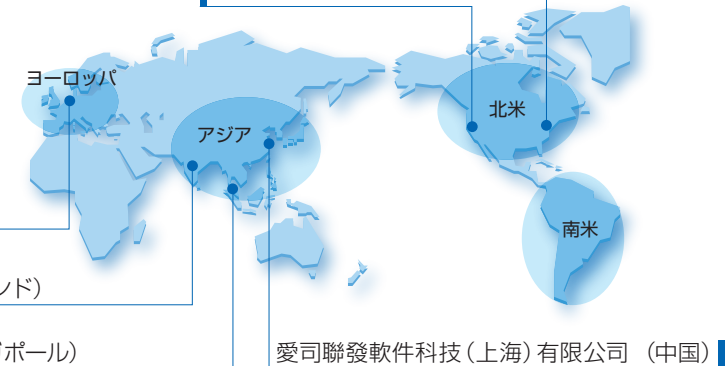 ヨーロッパ
アジア
北米
南米
ンド）
ポール）
愛司聯發軟件科技（上海）有限公司 （中国）